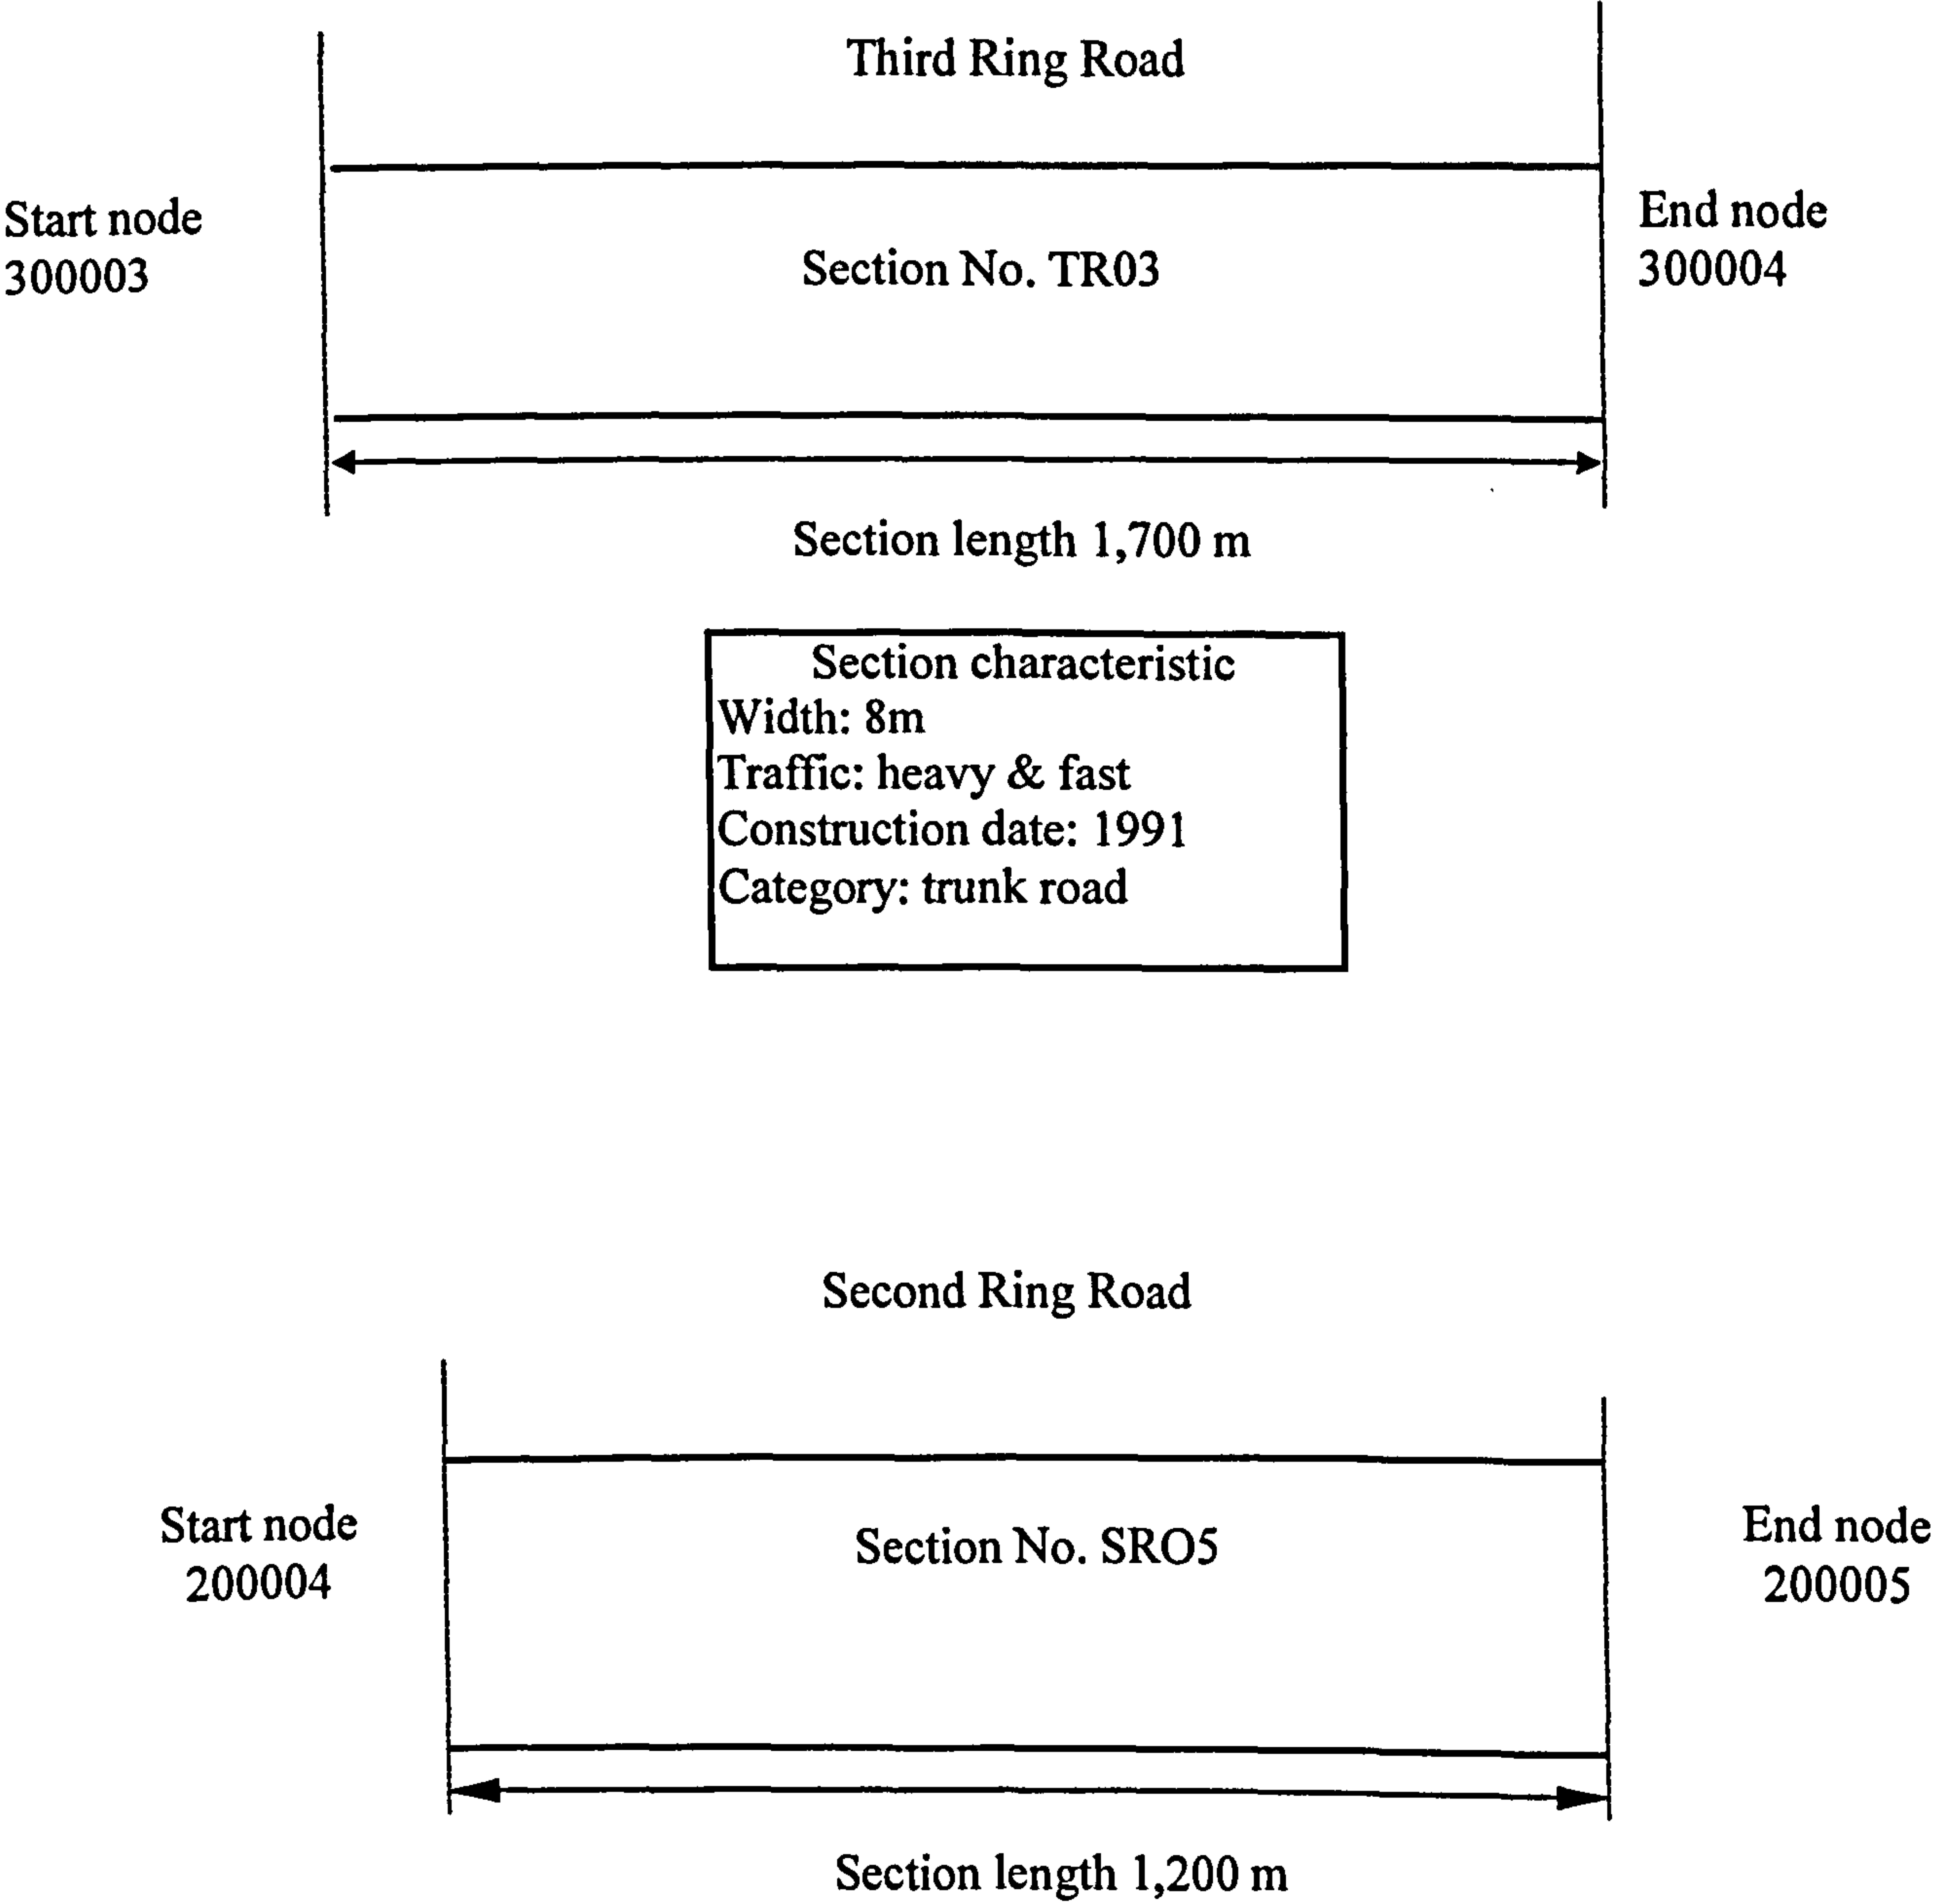 Third Ring Road
Start node
300003
Section No. TR03
End node
300004
Section length 1,700 m
Section characteristic
Width: 8m
Traffic: heavy & fast
Construction date: 1991
Category: trunk road
Second Ring Road
Start node
200004
Section No. SRO5
End node
200005
Section length 1,200 m